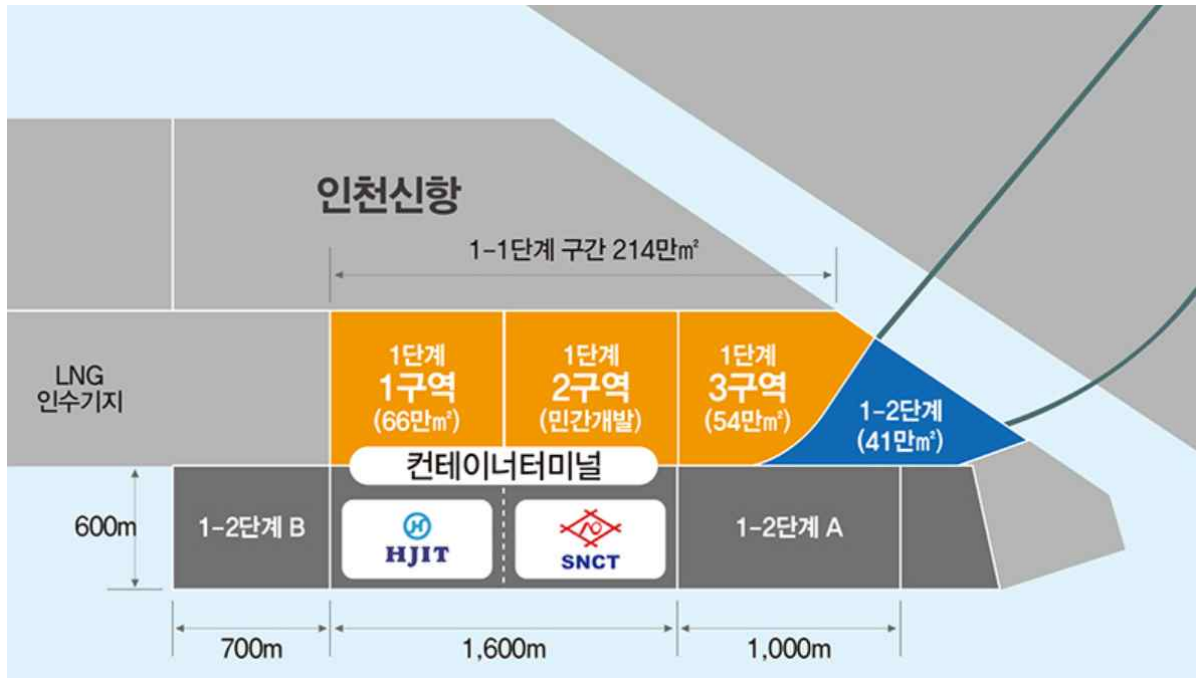 인천신항
1-1단계 구간 214만㎡
LNG
인수기지
1단계
1구역
(66만㎡)
1단계
2구역
(민간개발)
1단계
3구역
(54만㎡)
1-2단계
(41만㎡)
컨테이너터미널
600m
1-2단계 B
HJIT
SNCT
1-2단계 A
700m
1,600m
1,000m